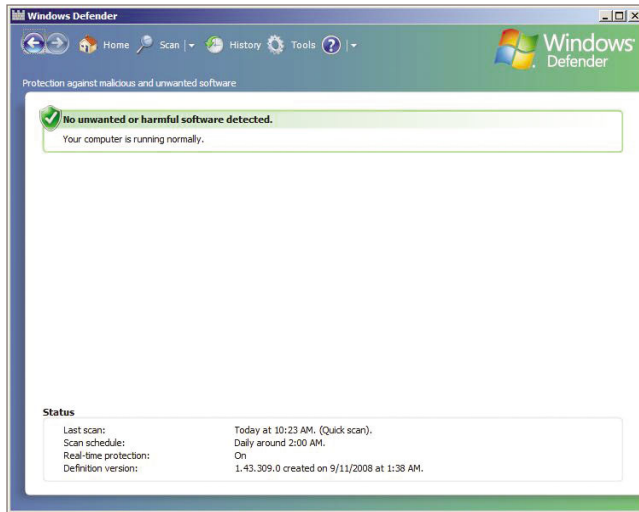 Windows Defender
Home Scan History Tools
Windows
Defender
Protection against malicious and unwanted software
No unwanted or harmful software detected.
Your computer is running normally.
Status
Last scan: Today at 10:23 AM. (Quick scan).
Scan schedule: Daily around 2:00 AM.
Real-time protection: On
Definition version: 1.43.309.0 created on 9/11/2008 at 1:38 AM.